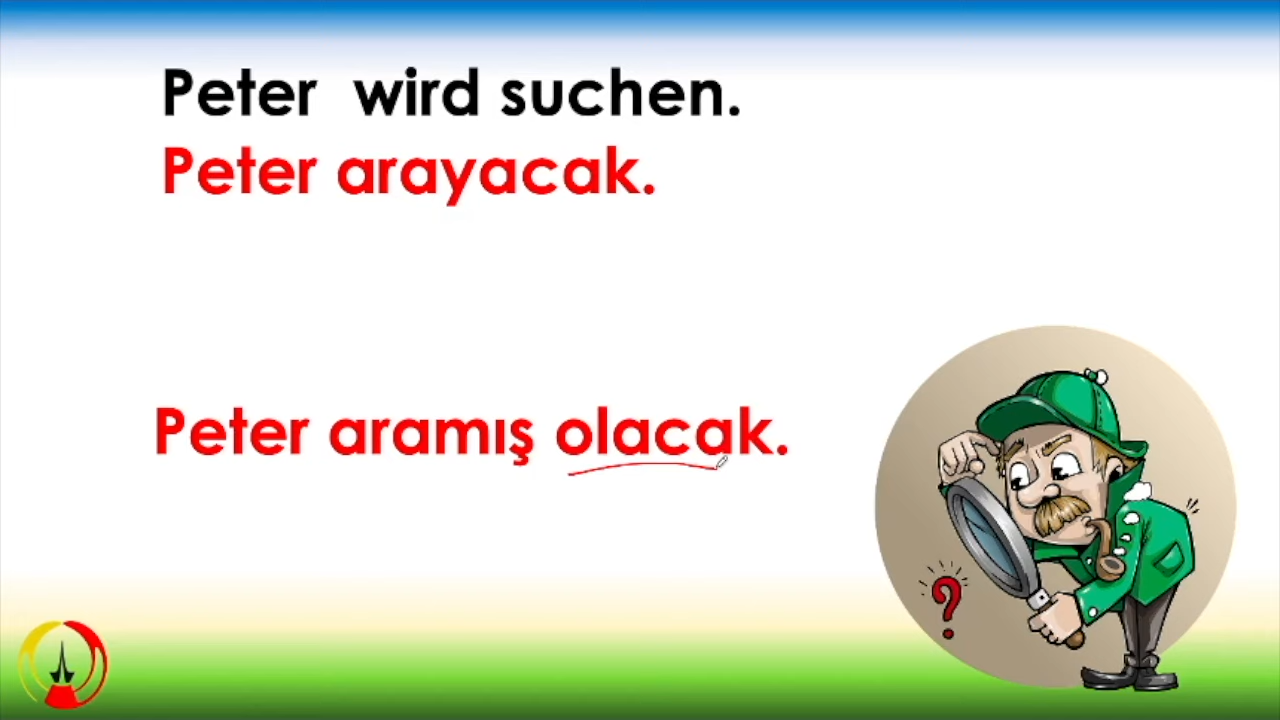 Peter wird suchen.
Peter arayacak.
Peter aramış olacak.
?